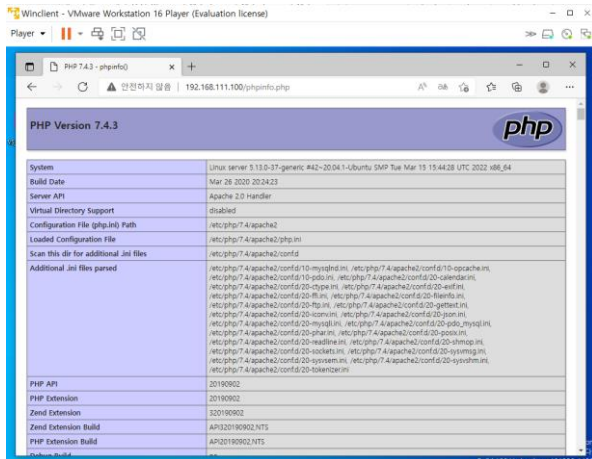 Winclient - VMware Workstation 16 Player (Evaluation license)
Player
PHP 7.4.3 - phpinfo()
안전하지 않음 | 192.168.111.100/phpinfo.php
PHP Version 7.4.3
php
System Linux server 5.13.0-37-generic #42~20.04.1-Ubuntu SMP Tue Mar 15 15:44:28 UTC 2022 x86_64
Build Date Mar 26 2020 20:24:23
Server API Apache 2.0 Handler
Virtual Directory Support disabled
Configuration File (php.ini) Path /etc/php/7.4/apache2
Loaded Configuration File /etc/php/7.4/apache2/php.ini
Scan this dir for additional .ini files /etc/php/7.4/apache2/conf.d
Additional .ini files parsed /etc/php/7.4/apache2/conf.d/10-mysqlnd.ini, /etc/php/7.4/apache2/conf.d/10-opcache.ini,
/etc/php/7.4/apache2/conf.d/10-pdo.ini, /etc/php/7.4/apache2/conf.d/20-calendar.ini,
/etc/php/7.4/apache2/conf.d/20-ctype.ini, /etc/php/7.4/apache2/conf.d/20-exif.ini,
/etc/php/7.4/apache2/conf.d/20-ffi.ini, /etc/php/7.4/apache2/conf.d/20-fileinfo.ini,
/etc/php/7.4/apache2/conf.d/20-ftp.ini, /etc/php/7.4/apache2/conf.d/20-gettext.ini,
/etc/php/7.4/apache2/conf.d/20-iconv.ini, /etc/php/7.4/apache2/conf.d/20-json.ini,
/etc/php/7.4/apache2/conf.d/20-mysqli.ini, /etc/php/7.4/apache2/conf.d/20-pdo_mysql.ini,
/etc/php/7.4/apache2/conf.d/20-phar.ini, /etc/php/7.4/apache2/conf.d/20-posix.ini,
/etc/php/7.4/apache2/conf.d/20-readline.ini, /etc/php/7.4/apache2/conf.d/20-shmop.ini,
/etc/php/7.4/apache2/conf.d/20-sockets.ini, /etc/php/7.4/apache2/conf.d/20-sysvmsg.ini,
/etc/php/7.4/apache2/conf.d/20-sysvsem.ini, /etc/php/7.4/apache2/conf.d/20-sysvshm.ini,
/etc/php/7.4/apache2/conf.d/20-tokenizer.ini
PHP API 20190902
PHP Extension 20190902
Zend Extension 320190902
Zend Extension Build API320190902,NTS
PHP Extension Build API20190902,NTS